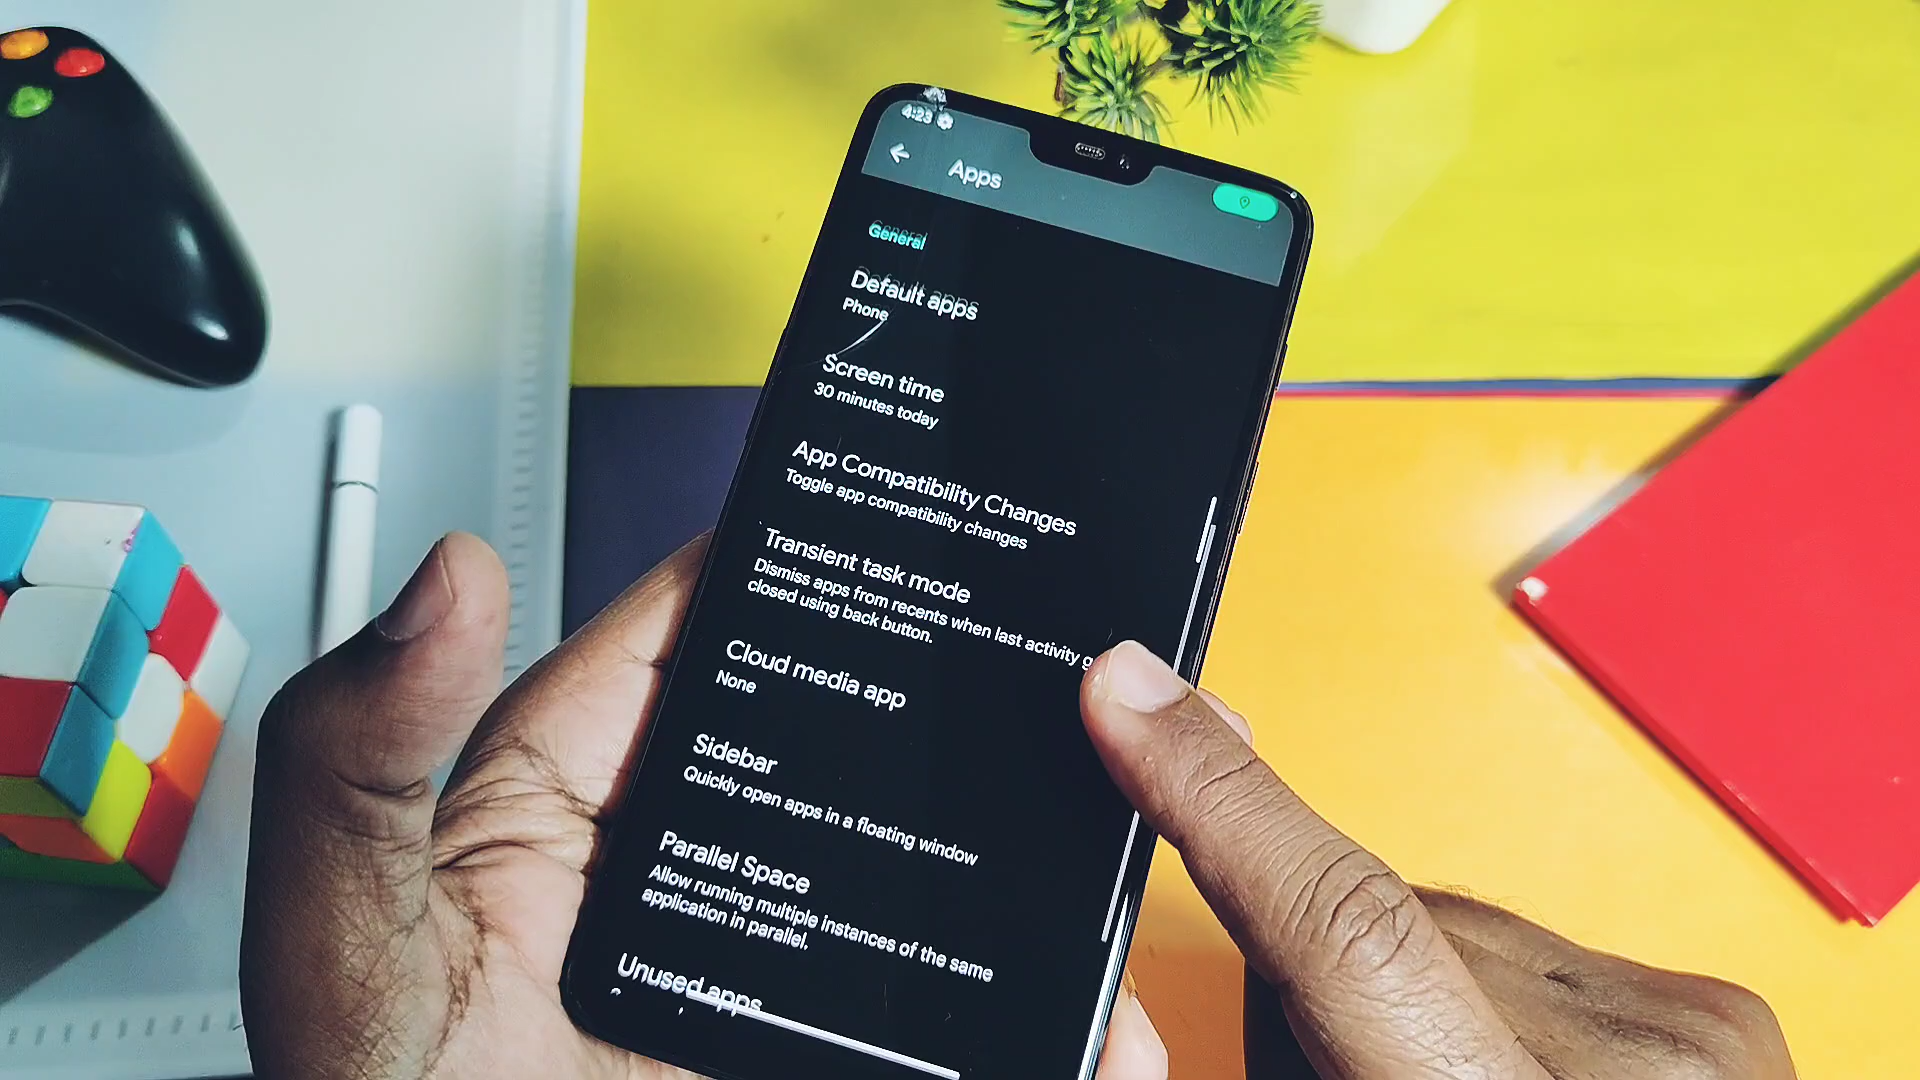 4:23
Apps
General
Default apps
Phone
Screen time
30 minutes today
App Compatibility Changes
Toggle app compatibility changes
Transient task mode
Dismiss apps from recents when last activity g
closed using back button.
Cloud media app
None
Sidebar
Quickly open apps in a floating window
Parallel Space
Allow running multiple instances of the same
application in parallel.
Unused apps